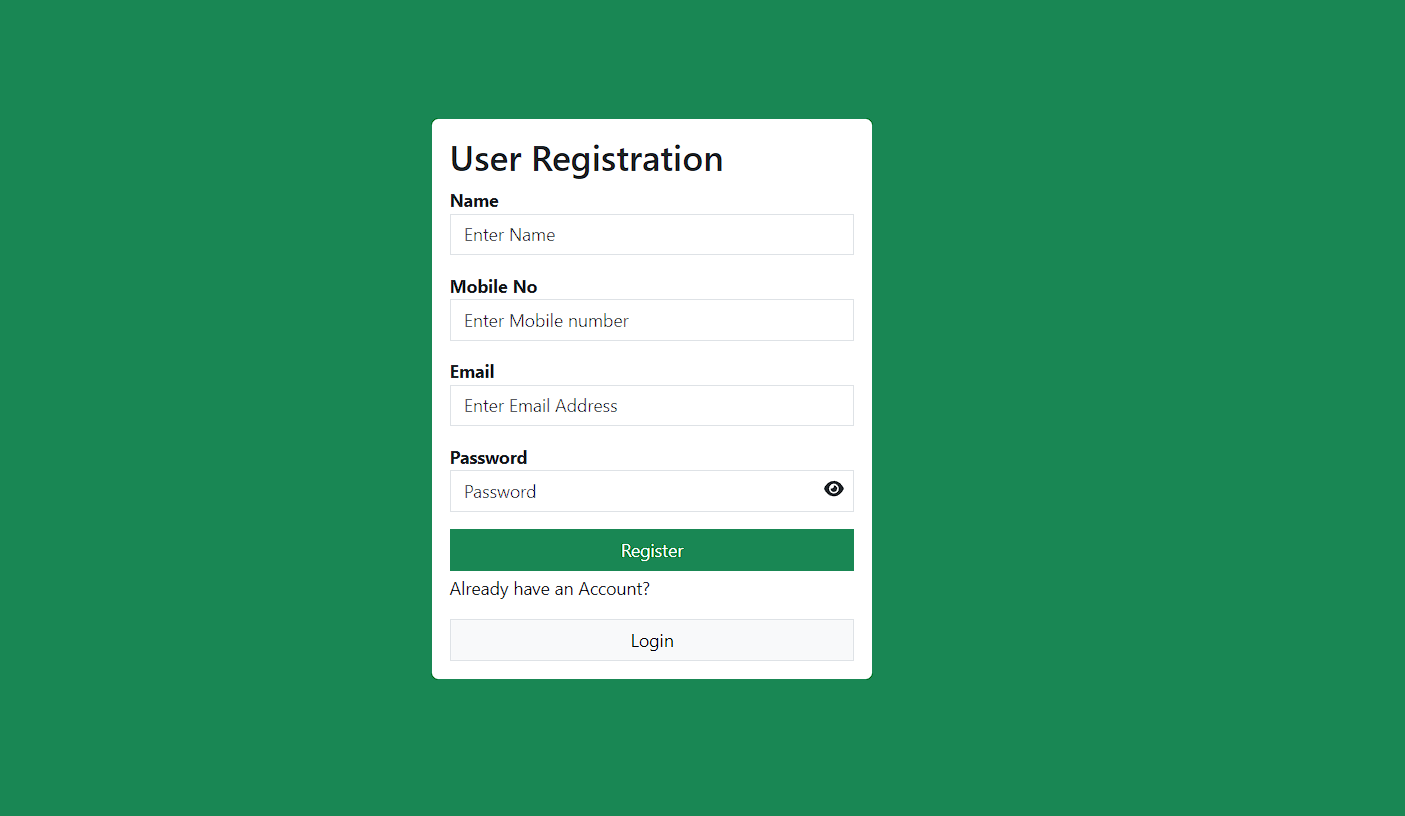 User Registration
Name
Enter Name
Mobile No
Enter Mobile number
Email
Enter Email Address
Password
Password
Register
Already have an Account?
Login